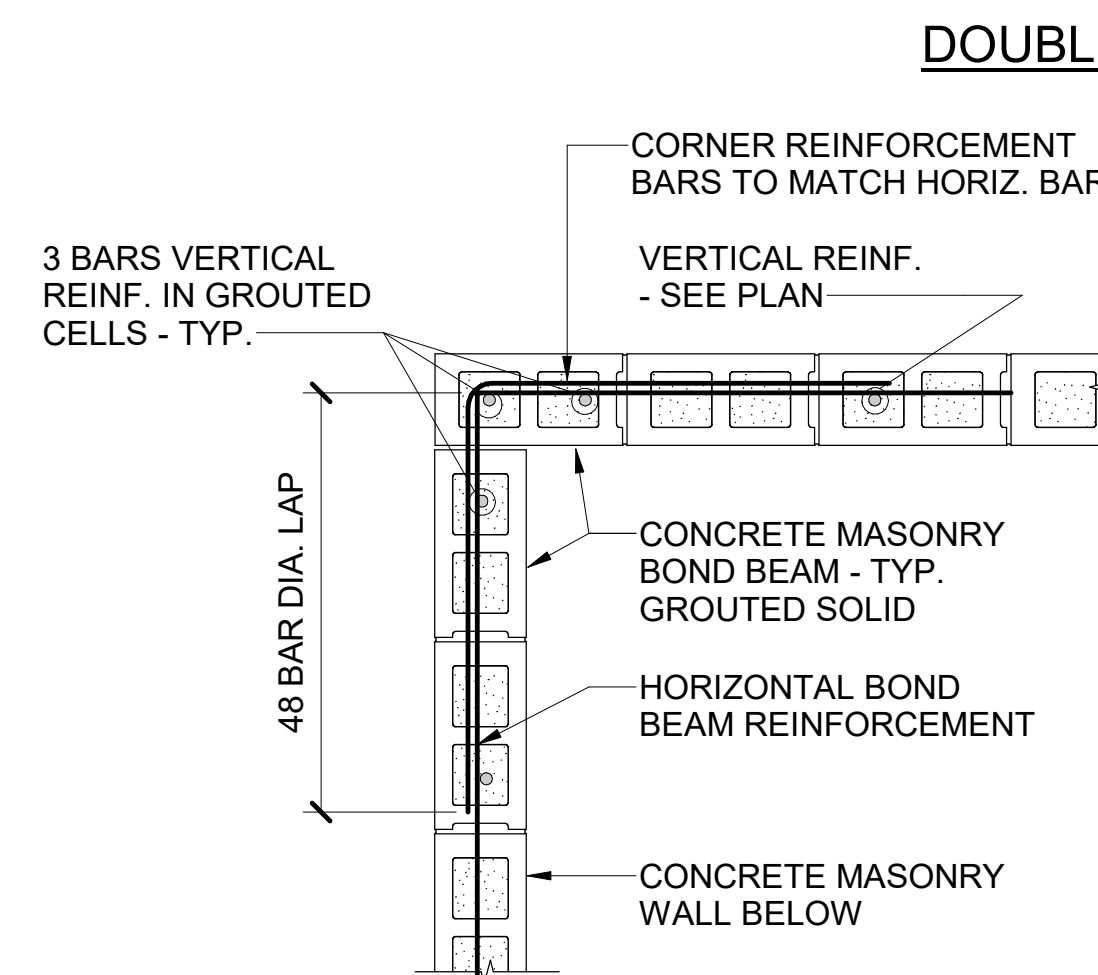 DOUBL
CORNER REINFORCEMENT
BARS TO MATCH HORIZ. BAR
3 BARS VERTICAL
REINF. IN GROUTED
CELLS - TYP.
VERTICAL REINF.
- SEE PLAN
48 BAR DIA. LAP
CONCRETE MASONRY
BOND BEAM - TYP.
GROUTED SOLID
HORIZONTAL BOND
BEAM REINFORCEMENT
CONCRETE MASONRY
WALL BELOW